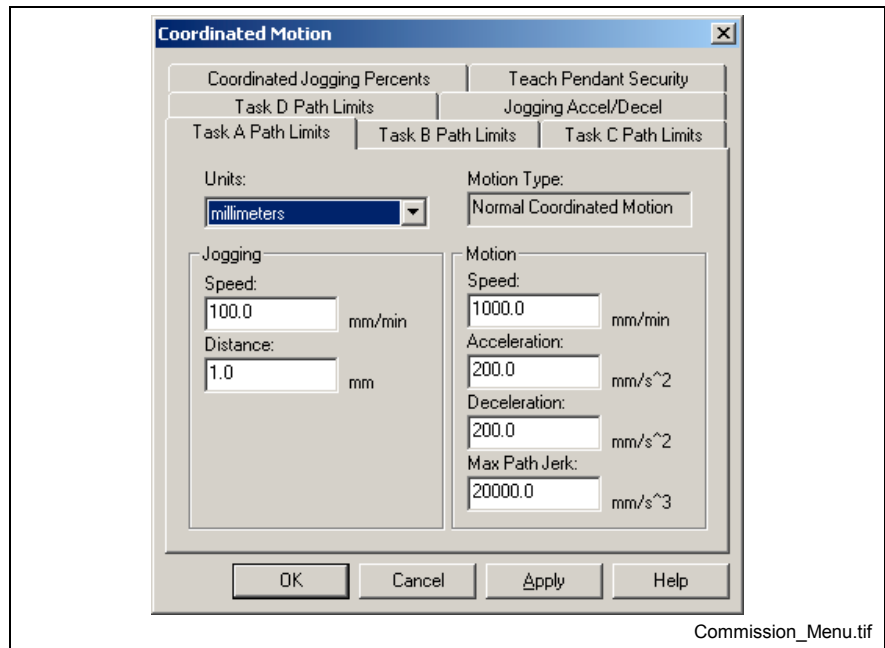 Coordinated Motion
Coordinated Jogging Percents
Teach Pendant Security
Task D Path Limits
Jogging Accel/Decel
Task A Path Limits
Task B Path Limits
Task C Path Limits
Units:
millimeters
Motion Type:
Normal Coordinated Motion
Jogging
Speed:
100.0 mm/min
Distance:
1.0 mm
Motion
Speed:
1000.0 mm/min
Acceleration:
200.0 mm/s^2
Deceleration:
200.0 mm/s^2
Max Path Jerk:
20000.0 mm/s^3
OK
Cancel
Apply
Help
Commission_Menu.tif